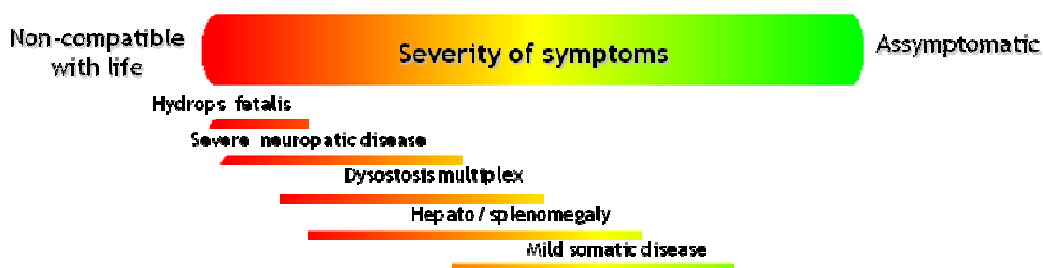 Non-compatible
with life
Severity of symptoms
Assymptomatic
Hydrops fetalis
Severe neuropatic disease
Dysostosis multiplex
Hepato / splenomegaly
Mild somatic disease